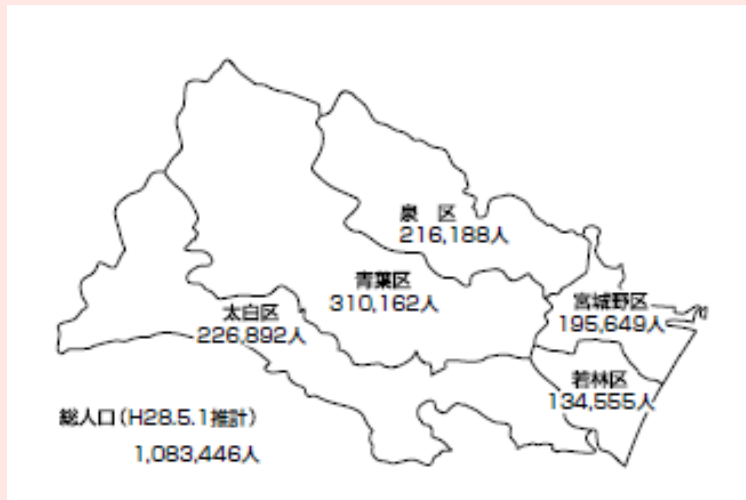 泉 区
216,188人
青葉区
310,162人
太白区
226,892人
宮城野区
195,649人
若林区
134,555人
総人口(H28.5.1推計)
1,083,446人